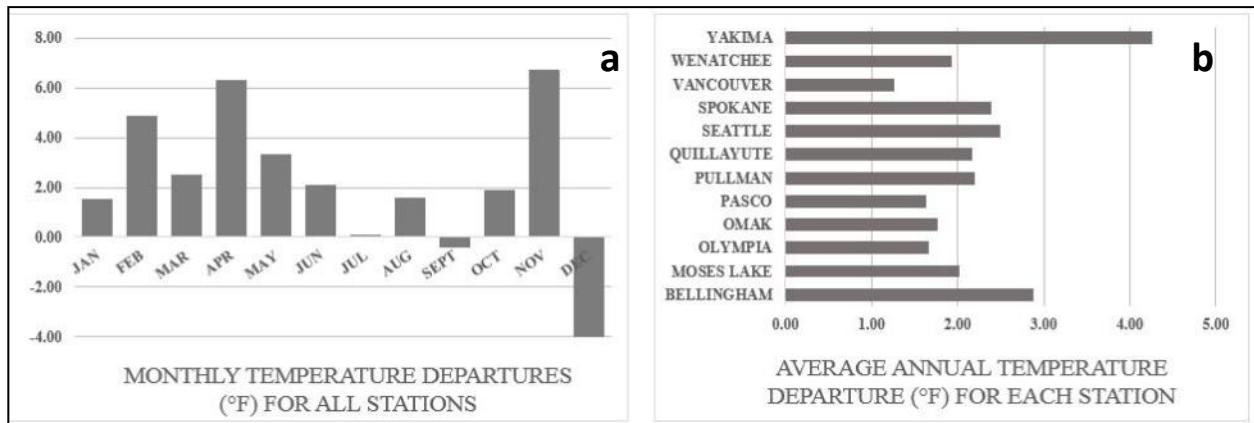 8.00
a
6.00
4.00
2.00
0.00
JAN FEB MAR APR MAY JUN JUL AUG SEPT OCT NOV DEC
-2.00
-4.00
MONTHLY TEMPERATURE DEPARTURES
(°F) FOR ALL STATIONS
b
YAKIMA
WENATCHEE
VANCOUVER
SPOKANE
SEATTLE
QUILLAYUTE
PULLMAN
PASCO
OMAK
OLYMPIA
MOSES LAKE
BELLINGHAM
0.00 1.00 2.00 3.00 4.00 5.00
AVERAGE ANNUAL TEMPERATURE
DEPARTURE (°F) FOR EACH STATION